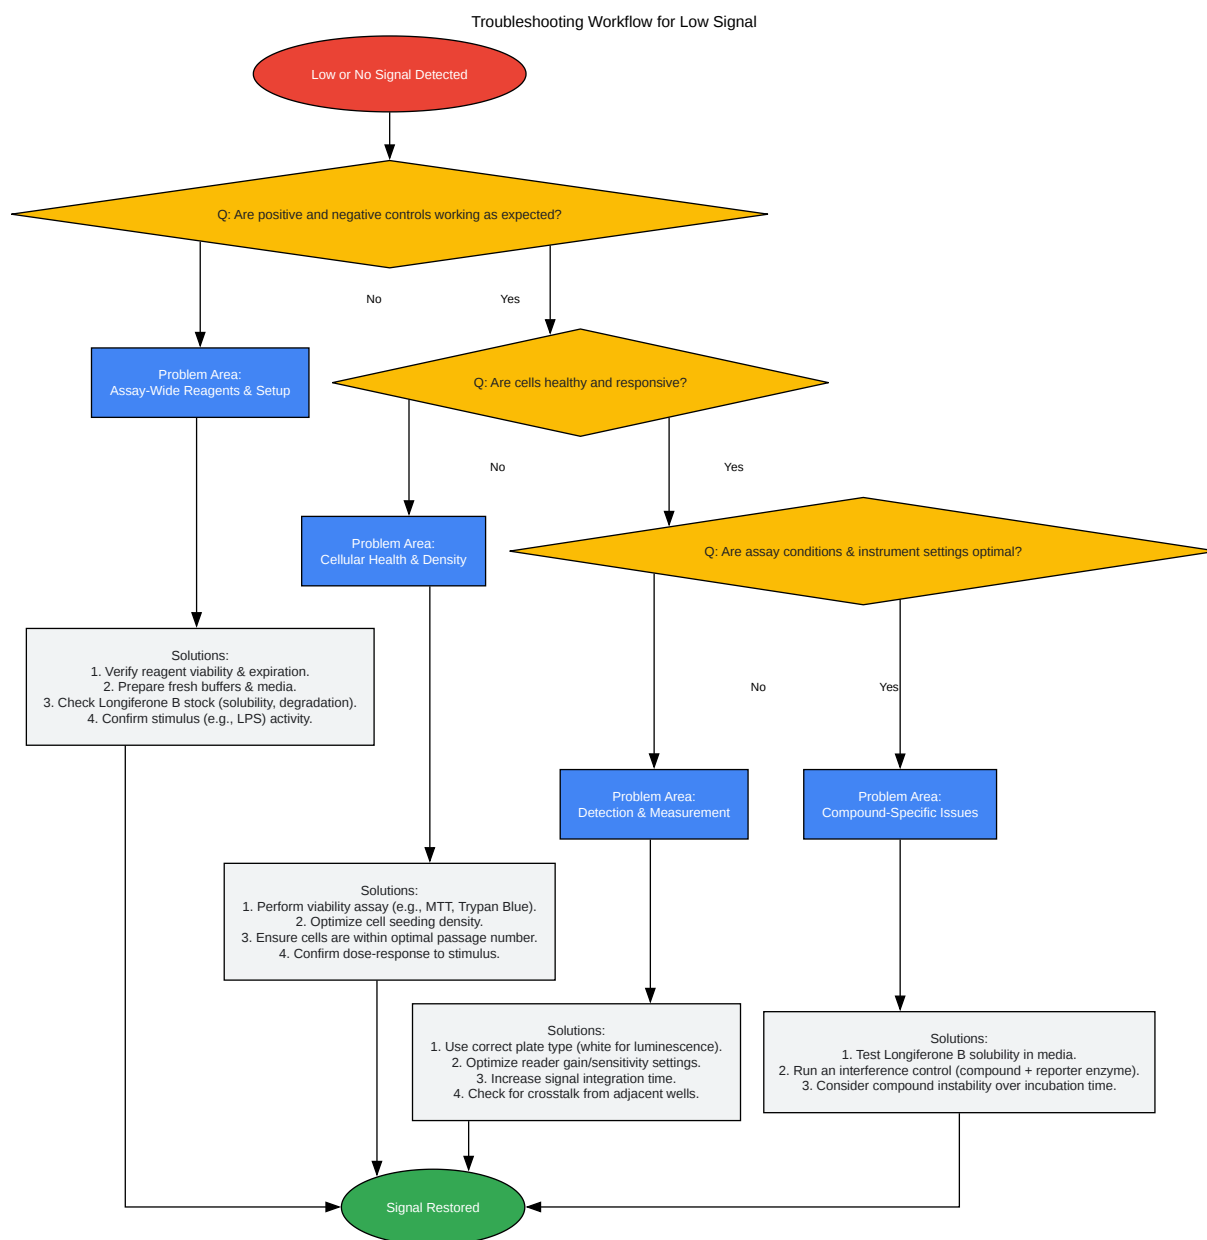 Troubleshooting Workflow for Low Signal
Low or No Signal Detected
Q: Are positive and negative controls working as expected?
No
Yes
Problem Area:
Assay-Wide Reagents & Setup
Q: Are cells healthy and responsive?
No
Yes
Problem Area:
Cellular Health & Density
Q: Are assay conditions & instrument settings optimal?
Solutions:
1. Verify reagent viability & expiration.
2. Prepare fresh buffers & media.
3. Check Longiferone B stock (solubility, degradation).
4. Confirm stimulus (e.g., LPS) activity.
No
Yes
Problem Area:
Detection & Measurement
Problem Area:
Compound-Specific Issues
Solutions:
1. Perform viability assay (e.g., MTT, Trypan Blue).
2. Optimize cell seeding density.
3. Ensure cells are within optimal passage number.
4. Confirm dose-response to stimulus.
Solutions:
1. Use correct plate type (white for luminescence).
2. Optimize reader gain/sensitivity settings.
3. Increase signal integration time.
4. Check for crosstalk from adjacent wells.
Solutions:
1. Test Longiferone B solubility in media.
2. Run an interference control (compound + reporter enzyme).
3. Consider compound instability over incubation time.
Signal Restored